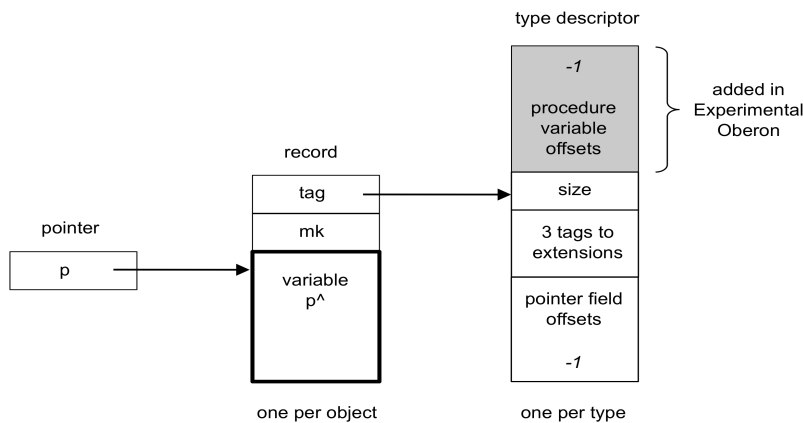 type descriptor
-1
procedure
variable
offsets
added in
Experimental
Oberon
record
tag
size
mk
3 tags to
extensions
pointer
p
variable
p^
pointer field
offsets
-1
one per object
one per type